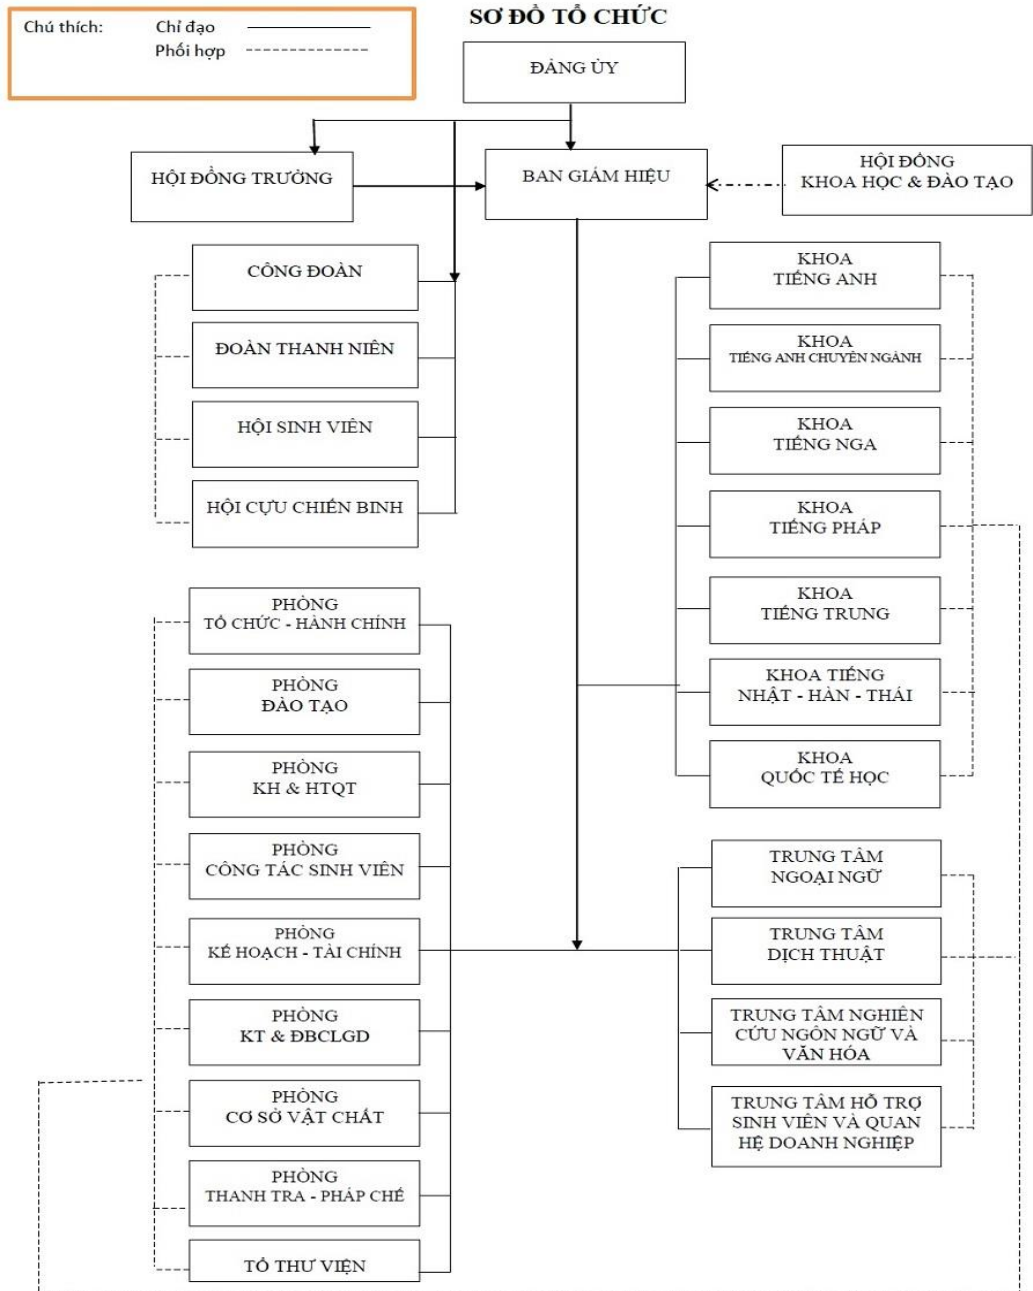 SƠ ĐỒ TỔ CHỨC
Chú thích: Chỉ đạo
Phối hợp
ĐẢNG ỦY
HỘI ĐỒNG TRƯỜNG
BAN GIÁM HIỆU
HỘI ĐỒNG
KHOA HỌC & ĐÀO TẠO
CÔNG ĐOÀN
ĐOÀN THANH NIÊN
HỘI SINH VIÊN
HỘI CỰU CHIẾN BINH
KHOA
TIẾNG ANH
KHOA
TIẾNG ANH CHUYÊN NGÀNH
KHOA
TIẾNG NGA
KHOA
TIẾNG PHÁP
KHOA
TIẾNG TRUNG
KHOA TIẾNG
NHẬT - HÀN - THÁI
KHOA
QUỐC TẾ HỌC
PHÒNG
TỔ CHỨC - HÀNH CHÍNH
PHÒNG
ĐÀO TẠO
PHÒNG
KH & HTQT
PHÒNG
CÔNG TÁC SINH VIÊN
PHÒNG
KẾ HOẠCH - TÀI CHÍNH
PHÒNG
KT & ĐBCLGD
PHÒNG
CƠ SỞ VẬT CHẤT
PHÒNG
THANH TRA - PHÁP CHẾ
TỔ THƯ VIỆN
TRUNG TÂM
NGOẠI NGỮ
TRUNG TÂM
DỊCH THUẬT
TRUNG TÂM NGHIÊN
CỨU NGÔN NGỮ VÀ
VĂN HÓA
TRUNG TÂM HỖ TRỢ
SINH VIÊN VÀ QUAN
HỆ DOANH NGHIỆP